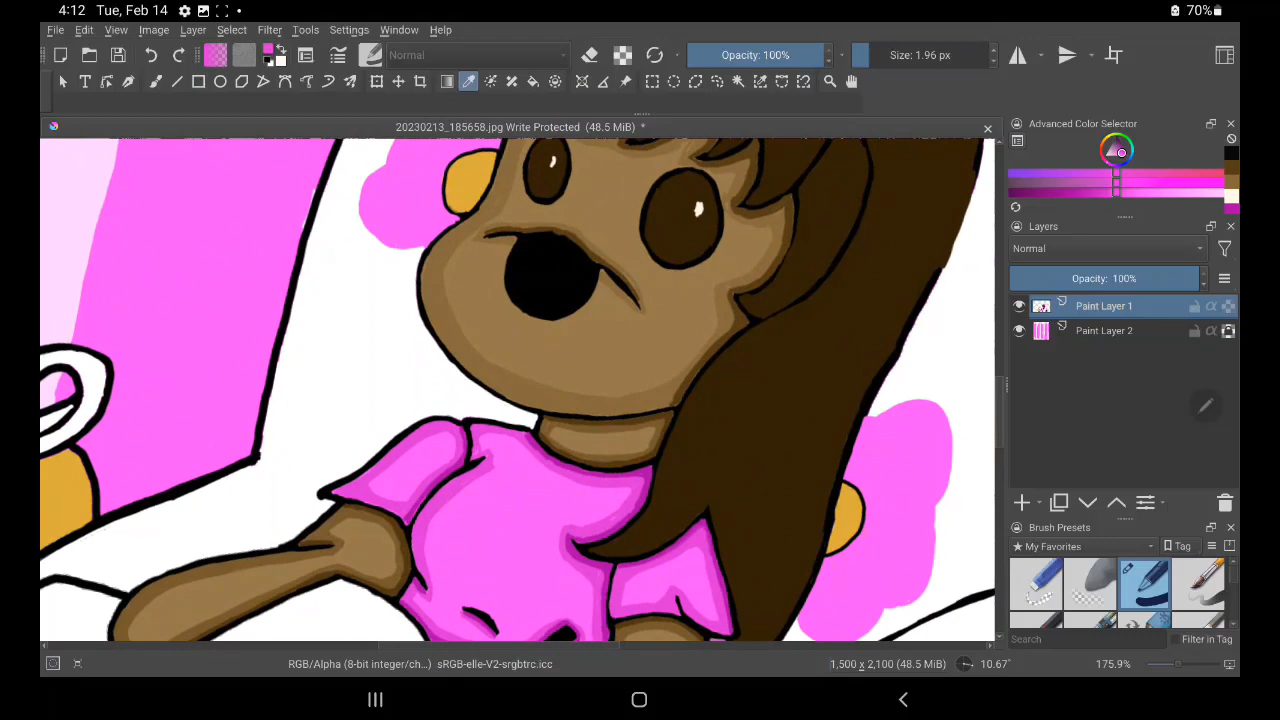 4:12 Tue, Feb 14
70%
File Edit View Image Layer Select Filter Tools Settings Window Help
Normal
Opacity: 100%
Size: 1.96 px
20230213_185658.jpg Write Protected (48.5 MiB) *
Advanced Color Selector
Layers
Normal
Opacity: 100%
Paint Layer 1
Paint Layer 2
Brush Presets
★ My Favorites
Tag
Search
Filter in Tag
RGB/Alpha (8-bit integer/ch...) sRGB-elle-V2-srgbtrc.icc
1,500 x 2,100 (48.5 MiB)
10.67°
175.9%